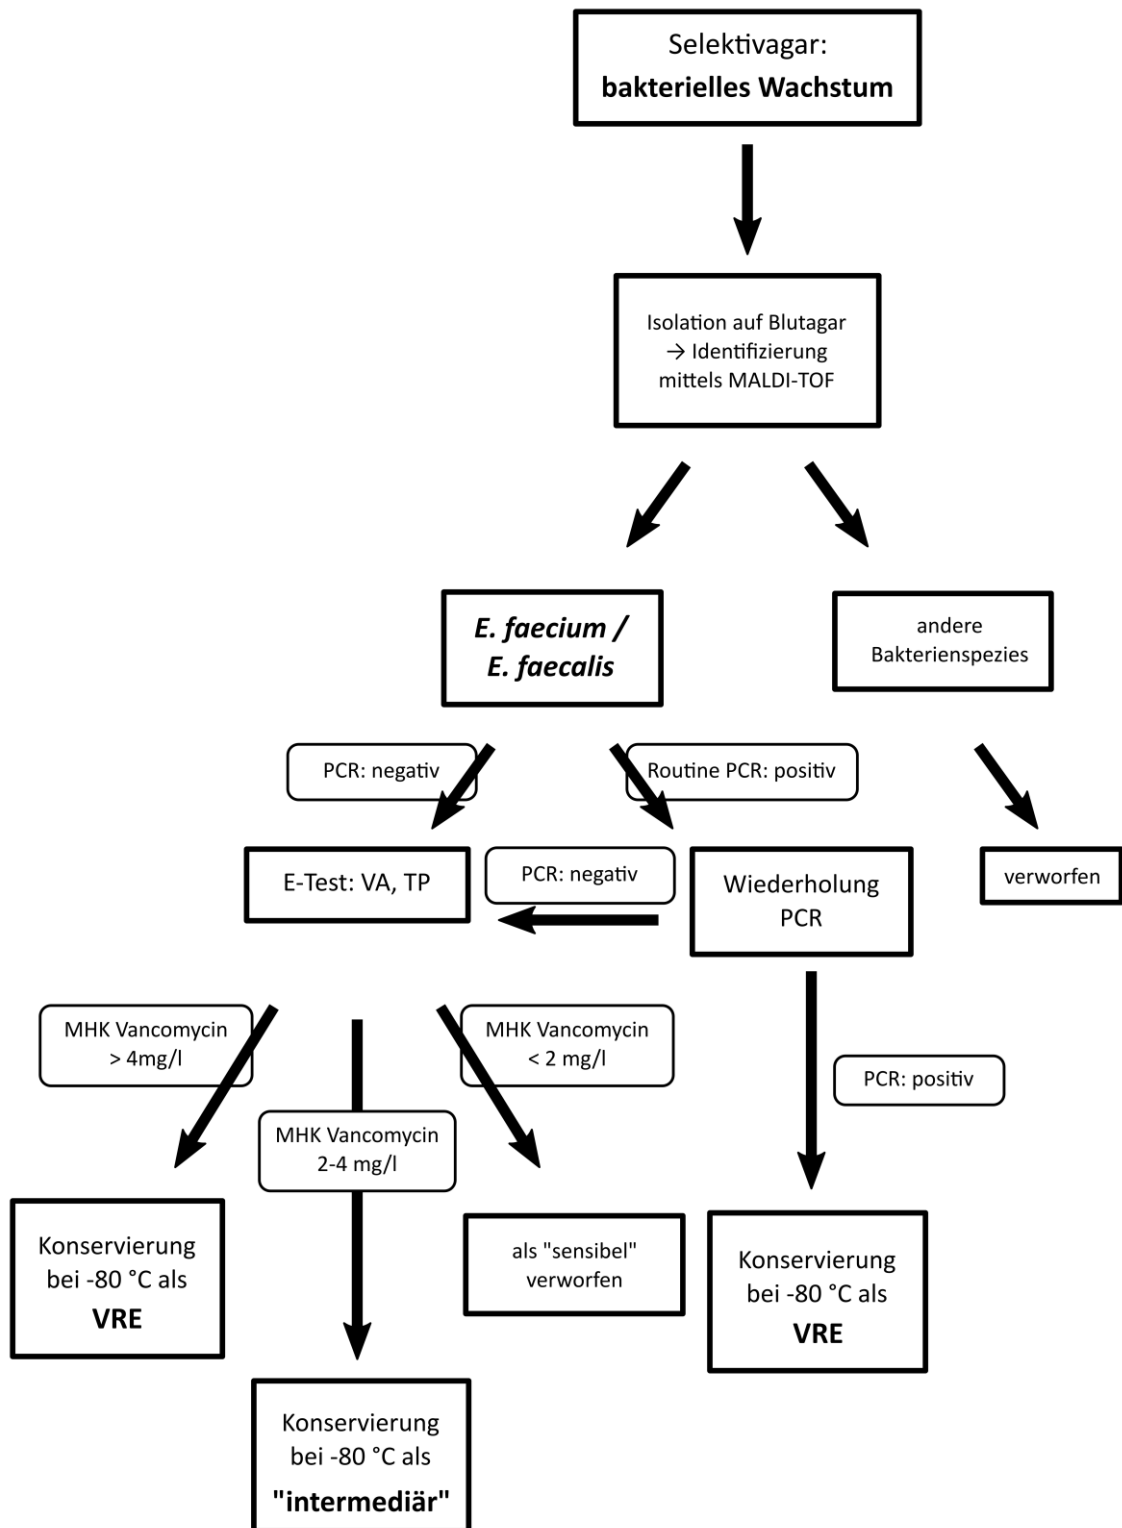 Selektivagar:
bakterielles Wachstum
Isolation auf Blutagar
→ Identifizierung
mittels MALDI-TOF
E. faecium /
E. faecalis
andere
Bakterienspezies
PCR: negativ
Routine PCR: positiv
E-Test: VA, TP
PCR: negativ
Wiederholung
PCR
verworfen
MHK Vancomycin
> 4mg/l
MHK Vancomycin
2-4 mg/l
MHK Vancomycin
< 2 mg/l
PCR: positiv
Konservierung
bei -80 °C als
VRE
als "sensibel"
verworfen
Konservierung
bei -80 °C als
VRE
Konservierung
bei -80 °C als
"intermediär"